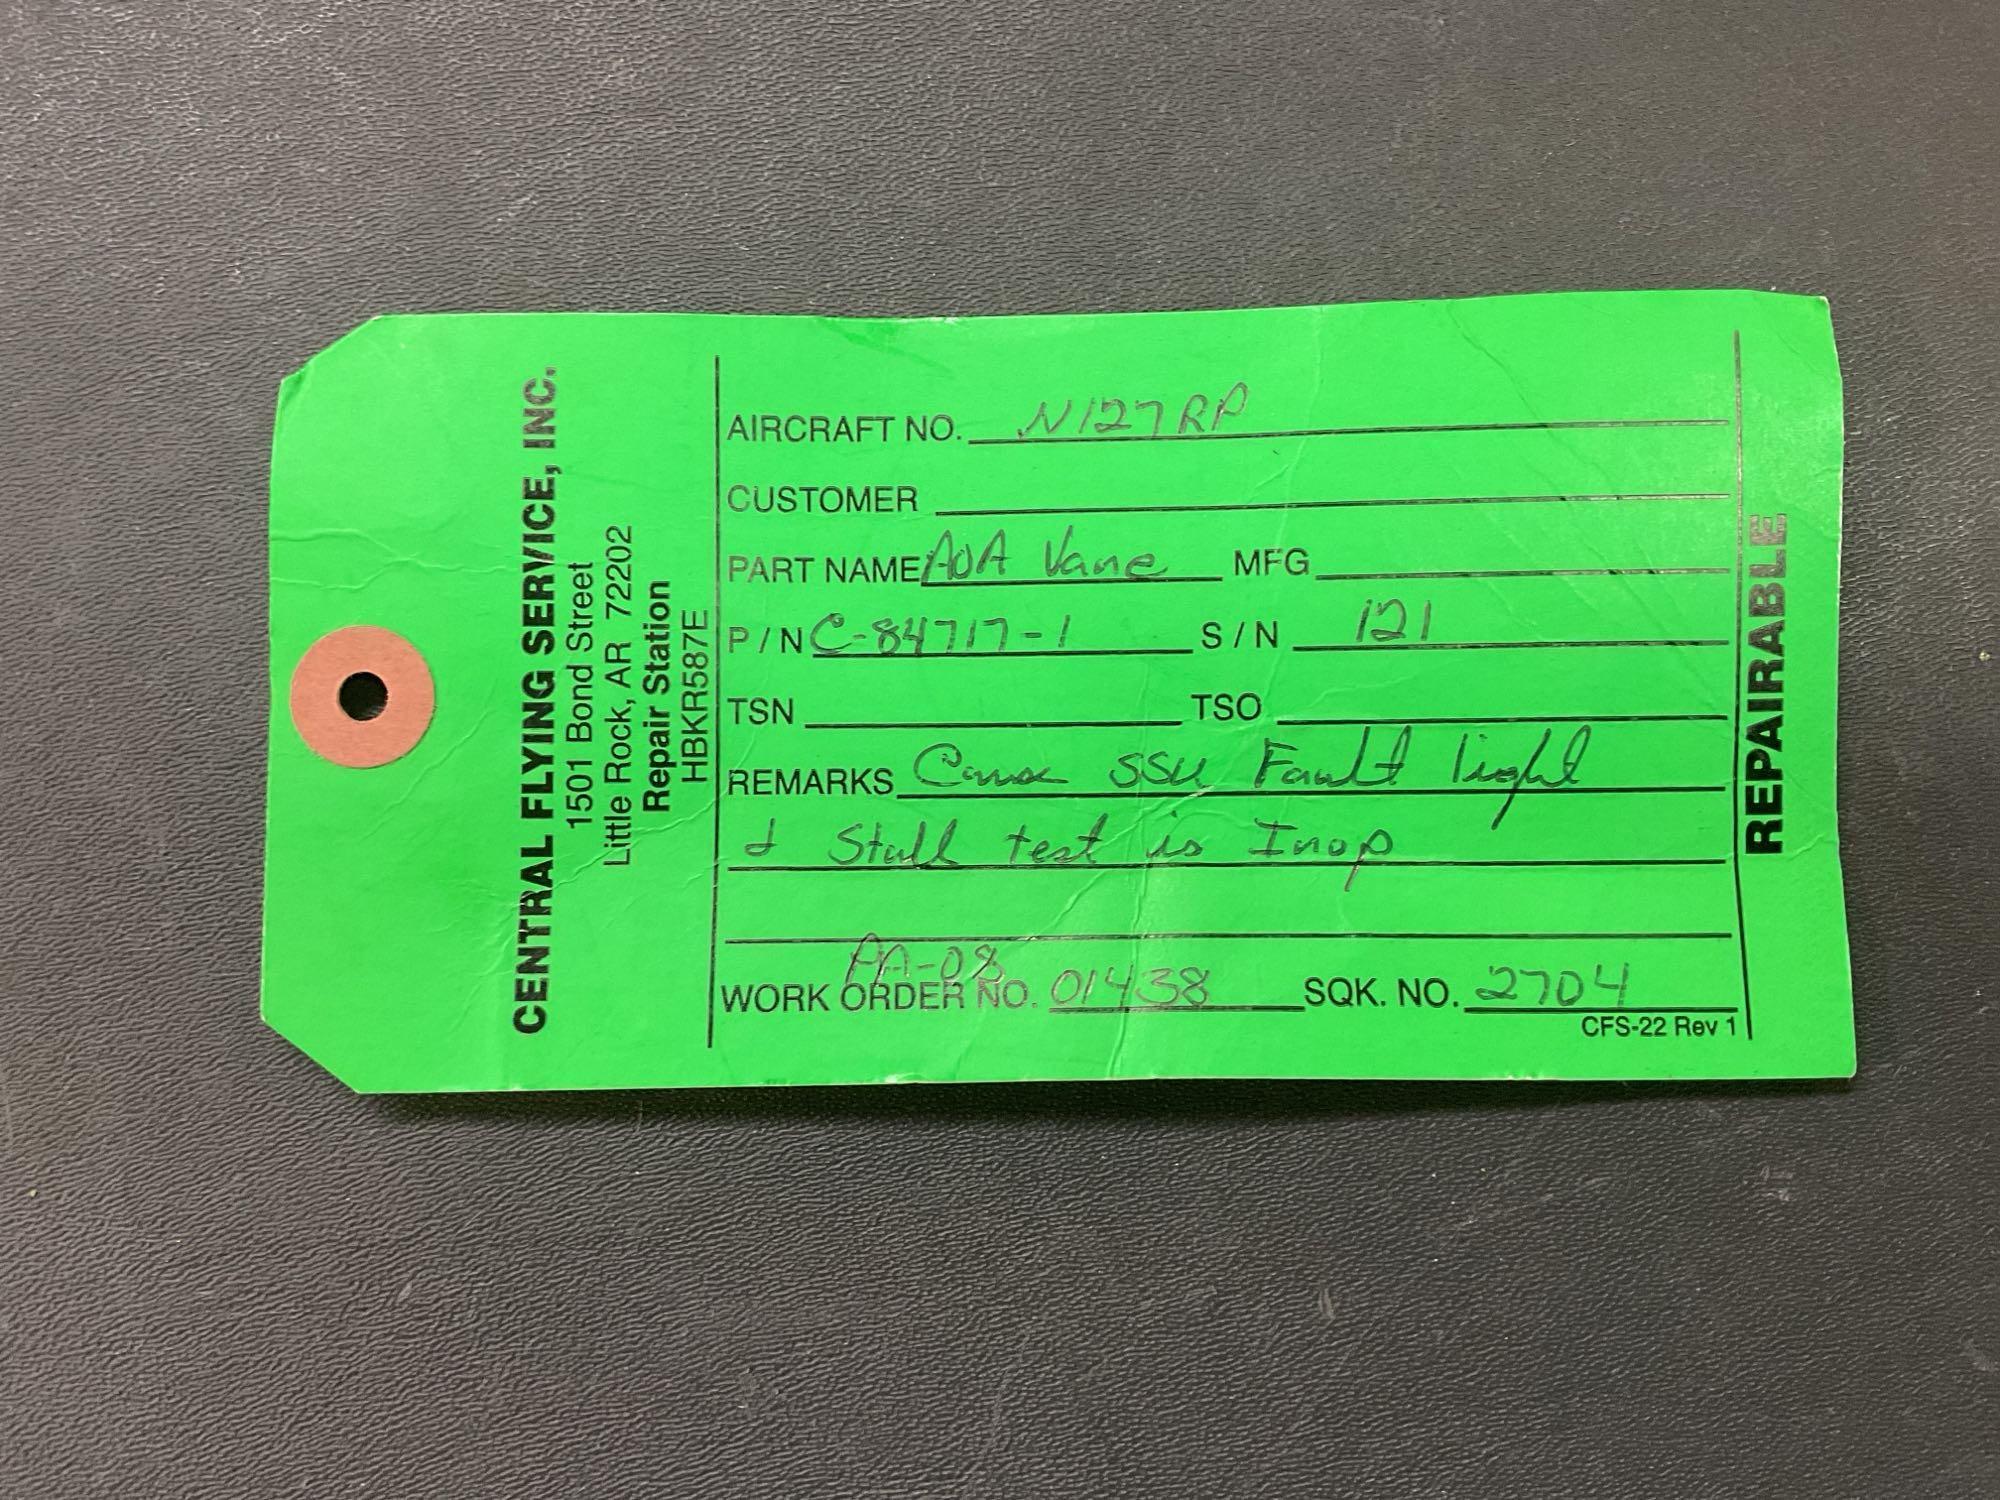 CENTRAL FLYING SERVICE, INC.
1501 Bond Street
Little Rock, AR 72202
Repair Station
HBKR587E
AIRCRAFT NO. N127RP
CUSTOMER
PART NAME AOA Vane MFG
P/N C-84717-1 S/N 121
TSN TSO
REMARKS Cause SSU Fault light
& Stall test is Inop
PA-08
WORK ORDER NO. 01438 SQK. NO. 2704
CFS-22 Rev 1
REPAIRABLE